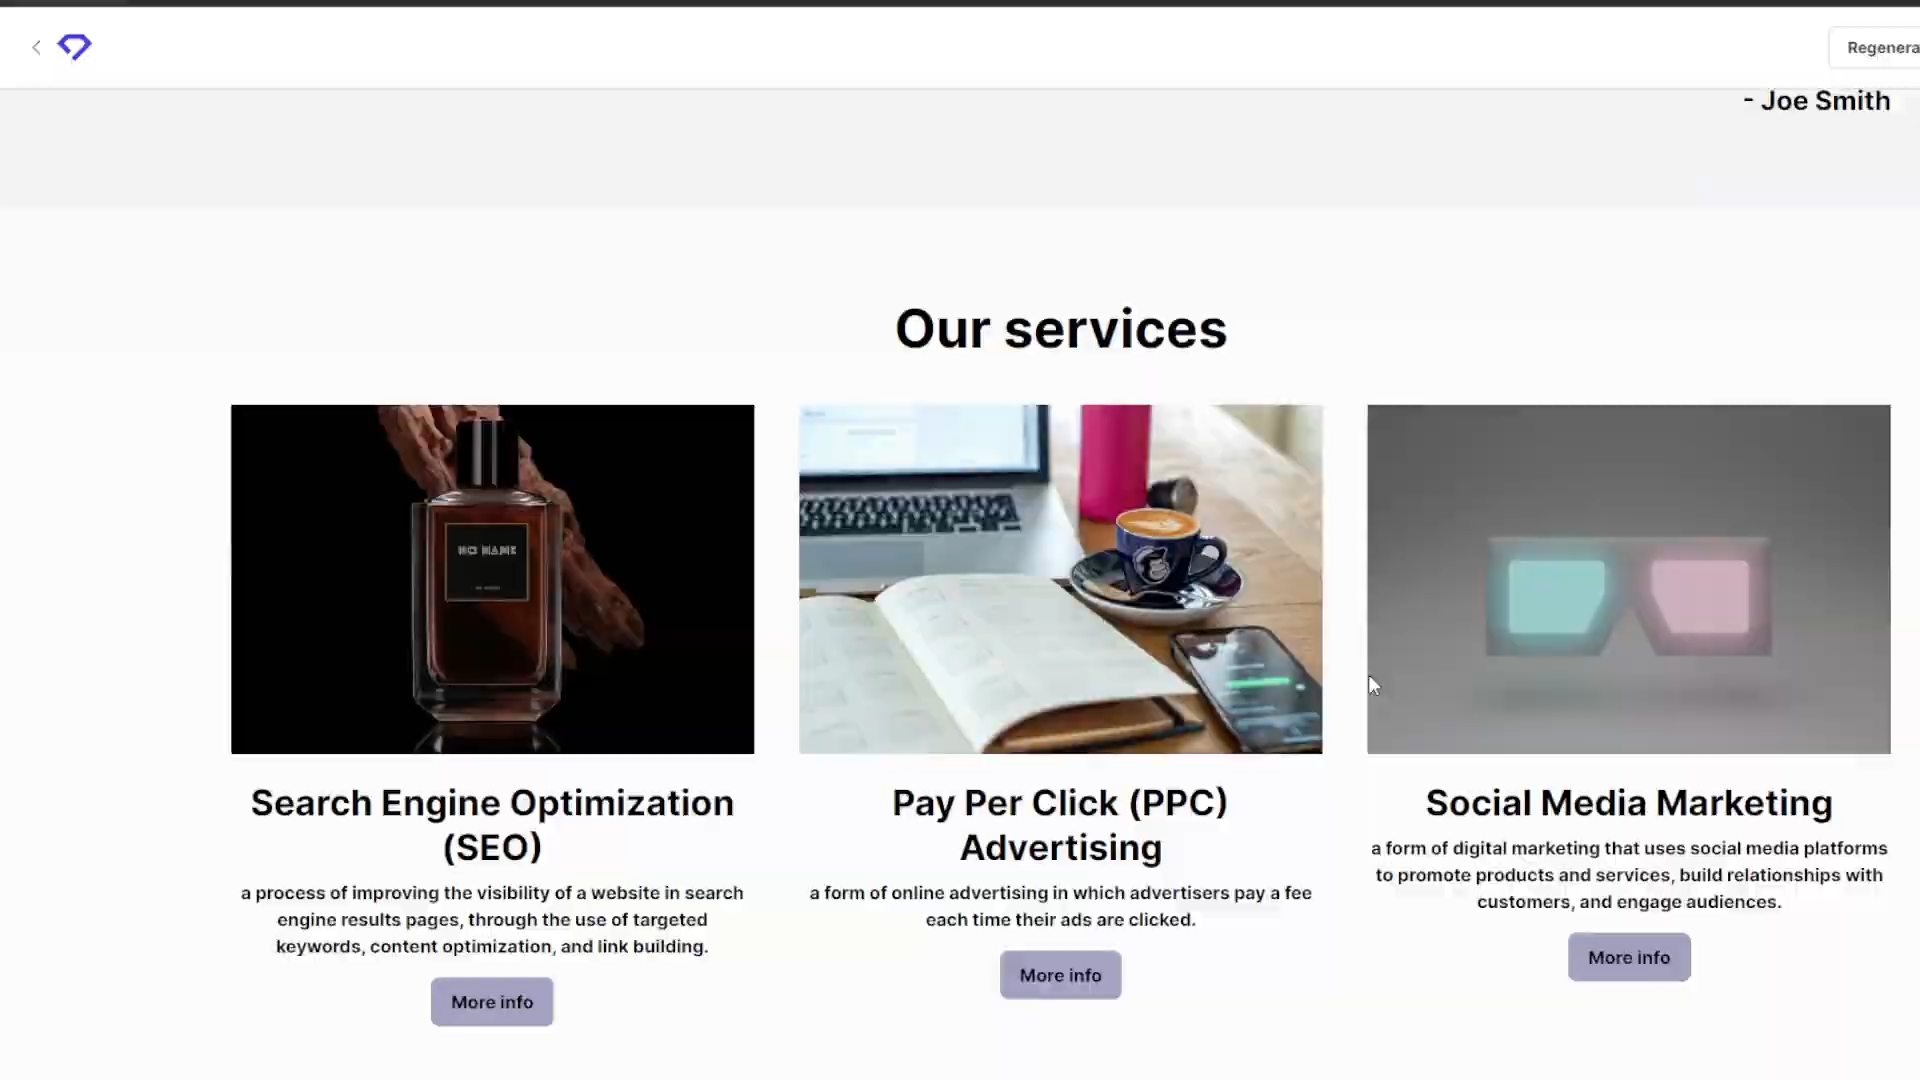 Regenera
- Joe Smith
Our services
NO NAME
Search Engine Optimization
(SEO)
a process of improving the visibility of a website in search
engine results pages, through the use of targeted
keywords, content optimization, and link building.
More info
Pay Per Click (PPC)
Advertising
a form of online advertising in which advertisers pay a fee
each time their ads are clicked.
More info
Social Media Marketing
a form of digital marketing that uses social media platforms
to promote products and services, build relationships with
customers, and engage audiences.
More info